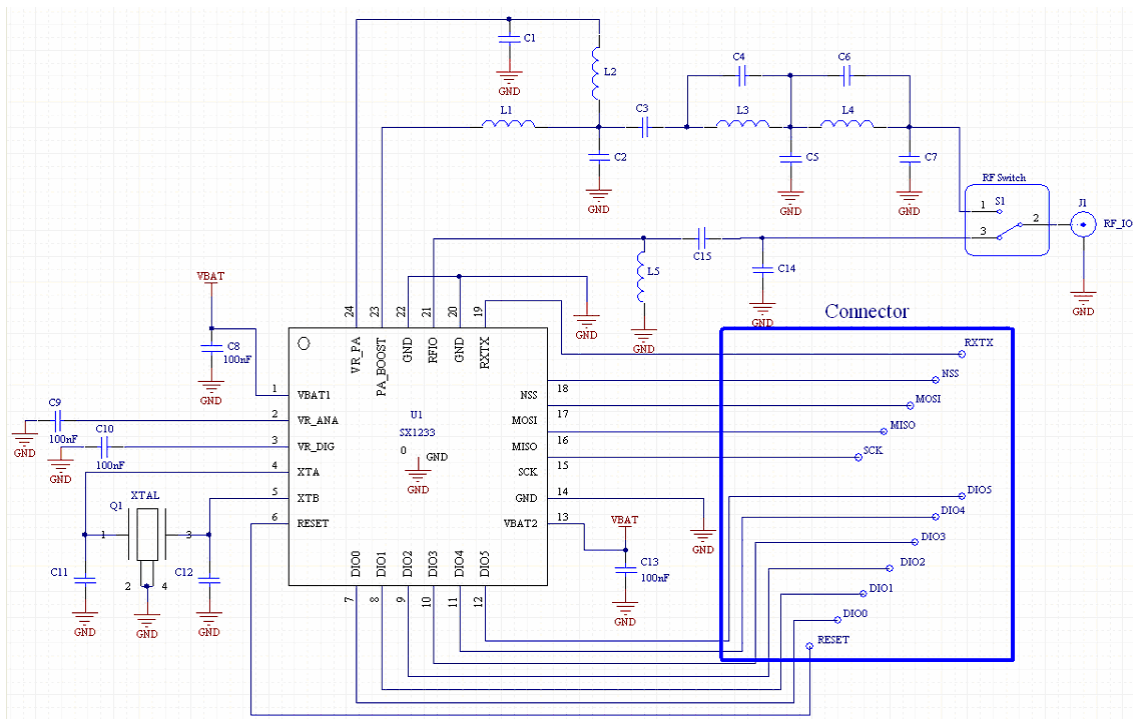 C1
GND
L2
C4
C6
L1
C3
L3
L4
C2
C5
C7
GND
GND
GND
RF Switch
S1
1
2
3
J1
RF_IO
GND
C15
C14
GND
L5
GND
VBAT
C8
100nF
GND
24
23
22
21
20
19
GND
VR_PA
PA_BOOST
GND
RFIO
GND
RXTX
Connector
RXTX
NSS
MOSI
MISO
SCK
DIO5
DIO4
DIO3
DIO2
DIO1
DIO0
RESET
1
VBAT1
2
VR_ANA
3
VR_DIG
4
XTA
5
XTB
6
RESET
C9
100nF
GND
C10
100nF
GND
U1
SX1233
0
GND
GND
NSS
18
MOSI
17
MISO
16
SCK
15
GND
14
VBAT2
13
GND
VBAT
C13
100nF
GND
XTAL
Q1
1
3
2
4
C11
C12
GND
GND
GND
DIO0
DIO1
DIO2
DIO3
DIO4
DIO5
7
8
9
10
11
12